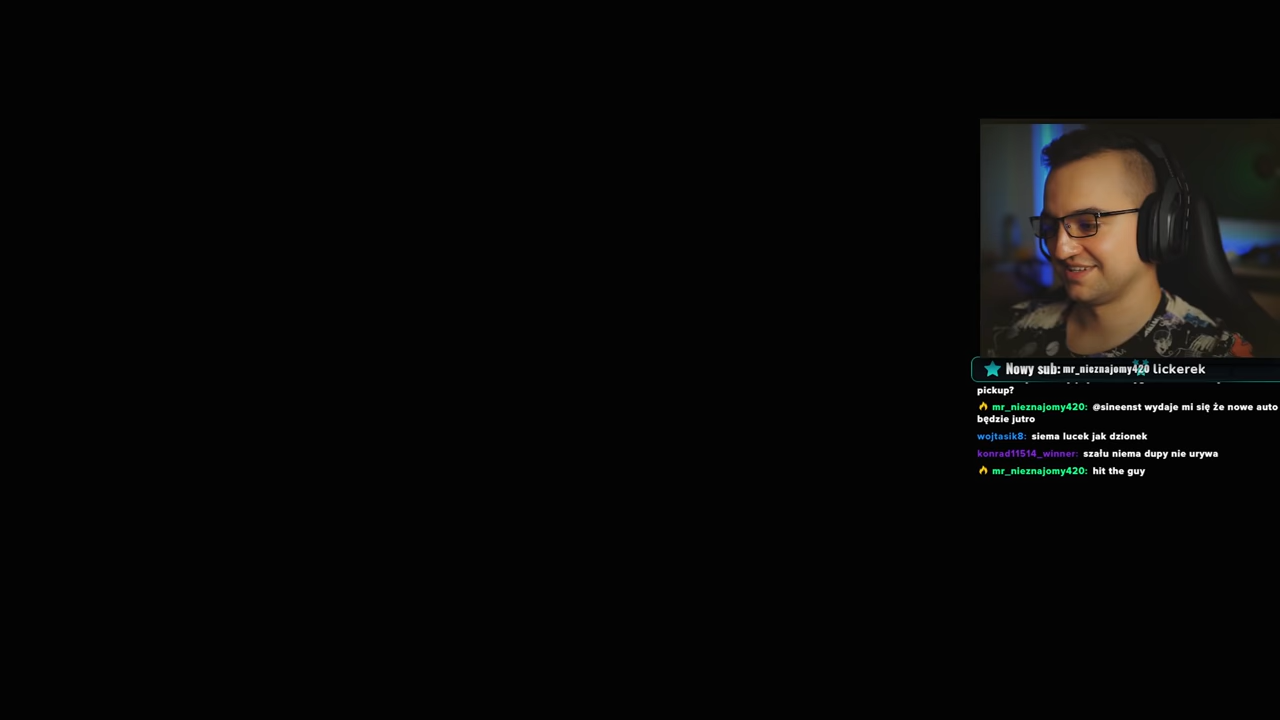 Nowy sub: mr_nieznajomy420 lickerek
pickup?
mr_nieznajomy420: @sineenst wydaje mi się że nowe auto
będzie jutro
wojtasik8: siema lucek jak dzionek
konrad11514_winner: szału niema dupy nie urywa
mr_nieznajomy420: hit the guy